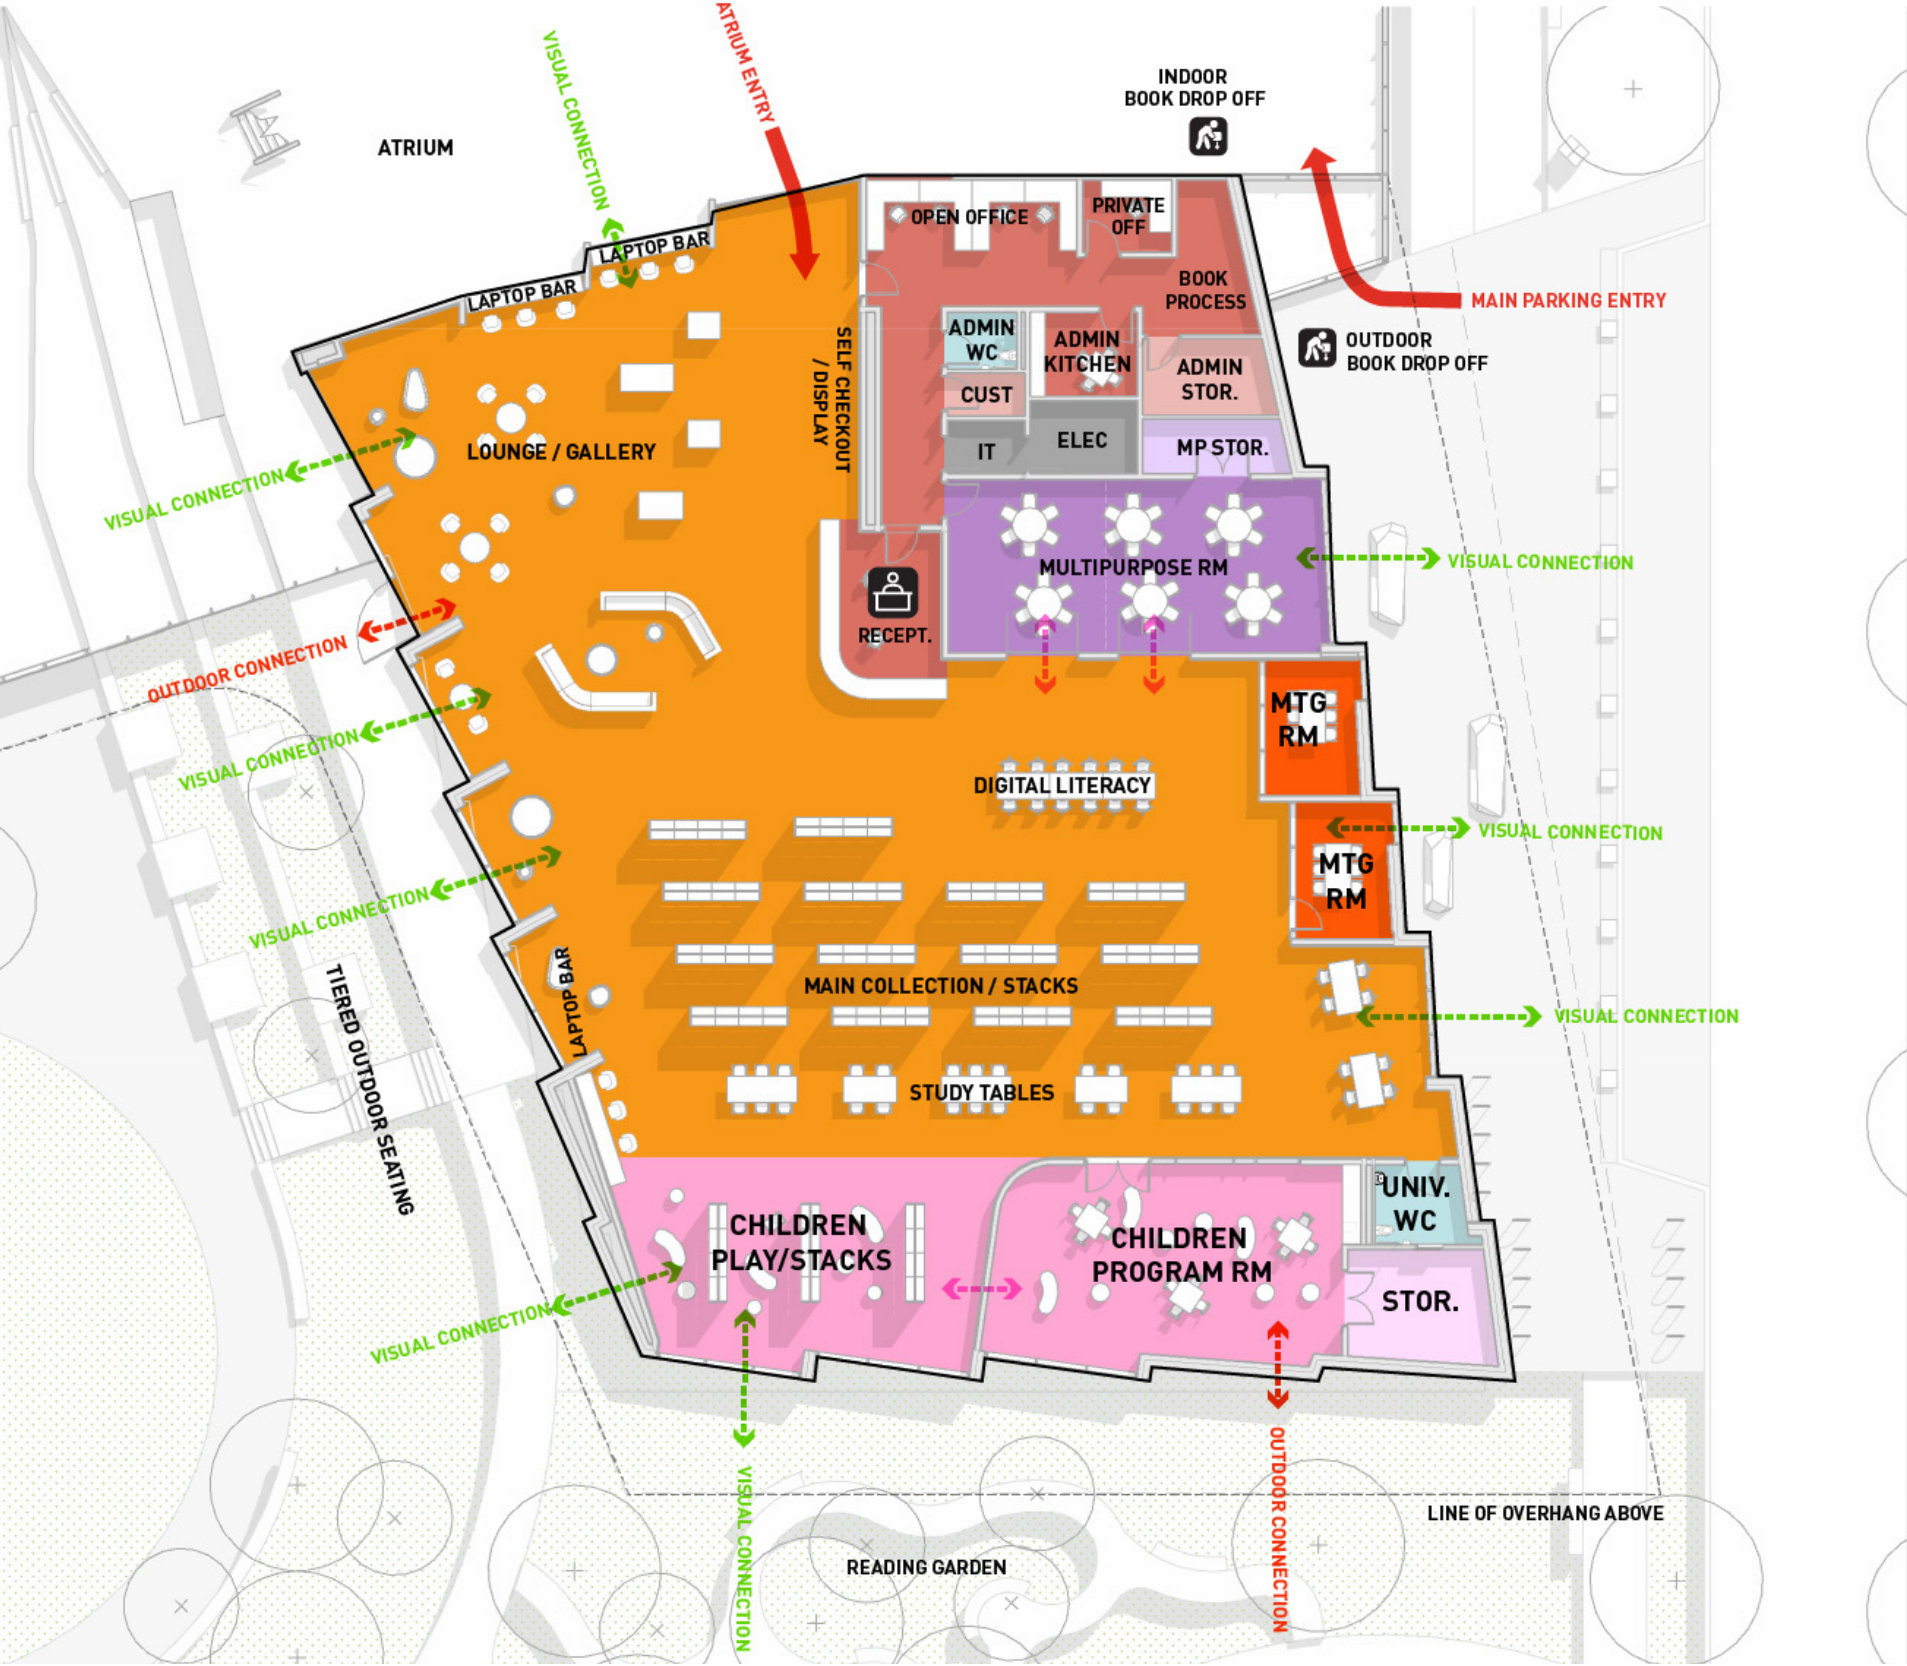 ATRIUM ENTRY
VISUAL CONNECTION
INDOOR
BOOK DROP OFF
ATRIUM
OPEN OFFICE
PRIVATE
OFF
LAPTOP BAR
LAPTOP BAR
BOOK
PROCESS
MAIN PARKING ENTRY
SELF CHECKOUT
/ DISPLAY
ADMIN
WC
ADMIN
KITCHEN
OUTDOOR
BOOK DROP OFF
ADMIN
STOR.
CUST
LOUNGE / GALLERY
IT
ELEC
MP STOR.
VISUAL CONNECTION
MULTIPURPOSE RM
VISUAL CONNECTION
RECEPT.
OUTDOOR CONNECTION
MTG
RM
VISUAL CONNECTION
DIGITAL LITERACY
VISUAL CONNECTION
MTG
RM
VISUAL CONNECTION
LAPTOP BAR
MAIN COLLECTION / STACKS
VISUAL CONNECTION
TIERED OUTDOOR SEATING
STUDY TABLES
UNIV.
WC
CHILDREN
PLAY/STACKS
CHILDREN
PROGRAM RM
STOR.
VISUAL CONNECTION
VISUAL CONNECTION
OUTDOOR CONNECTION
LINE OF OVERHANG ABOVE
READING GARDEN